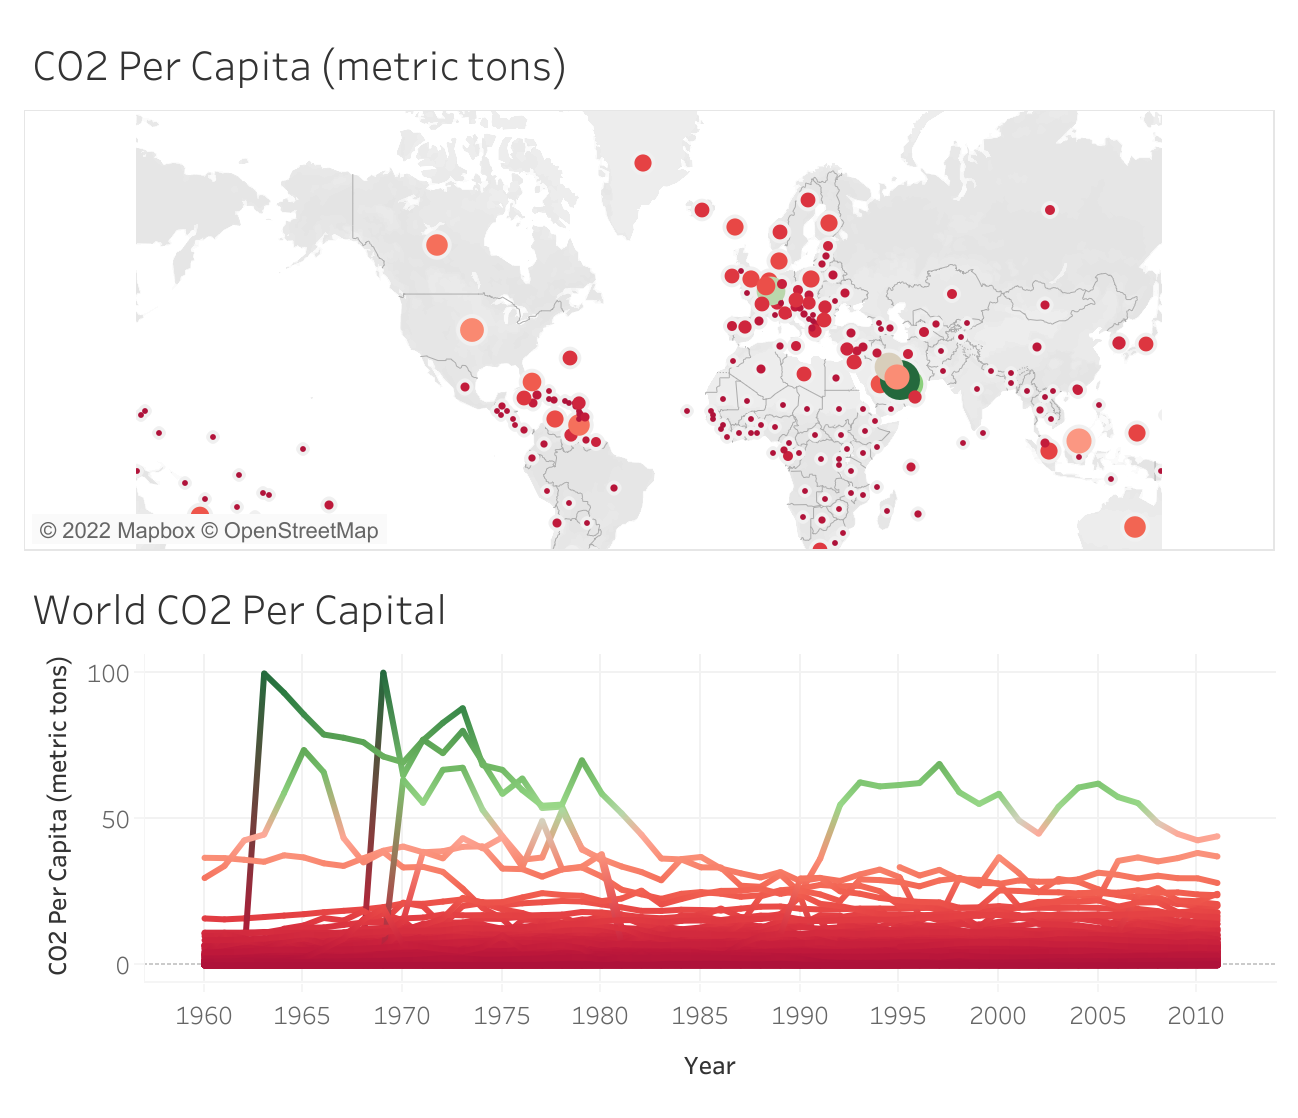 CO2 Per Capita (metric tons)
© 2022 Mapbox © OpenStreetMap
World CO2 Per Capital
CO2 Per Capita (metric tons)
100
50
0
1960 1965 1970 1975 1980 1985 1990 1995 2000 2005 2010
Year